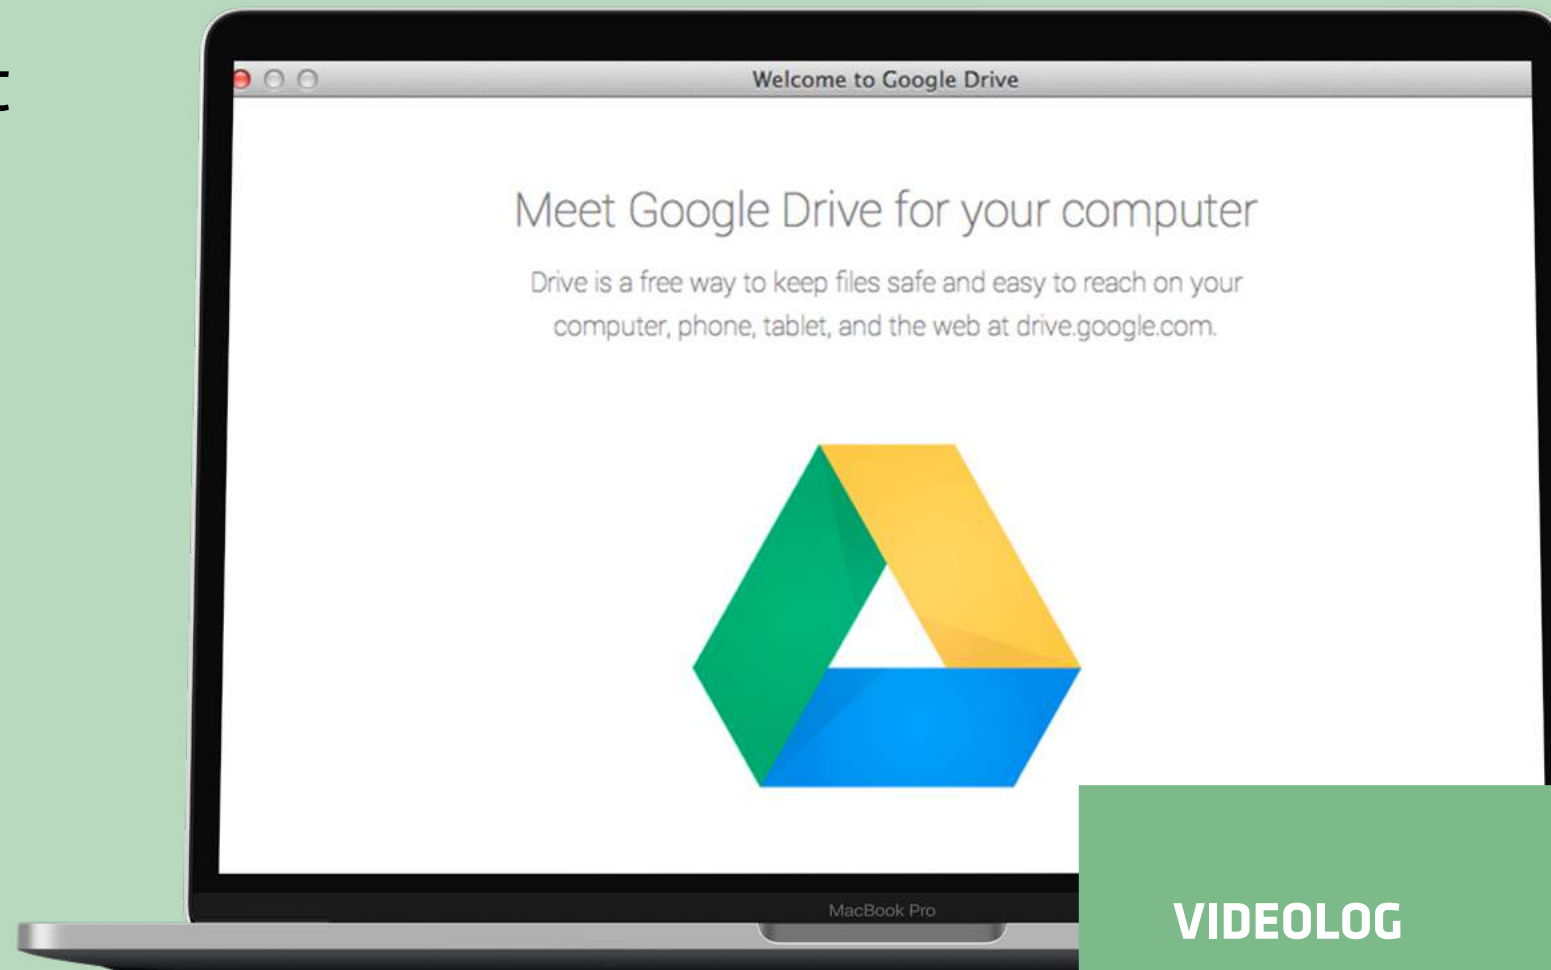 t
Welcome to Google Drive
Meet Google Drive for your computer
Drive is a free way to keep files safe and easy to reach on your
computer, phone, tablet, and the web at drive.google.com.
MacBook Pro
VIDEOLOG